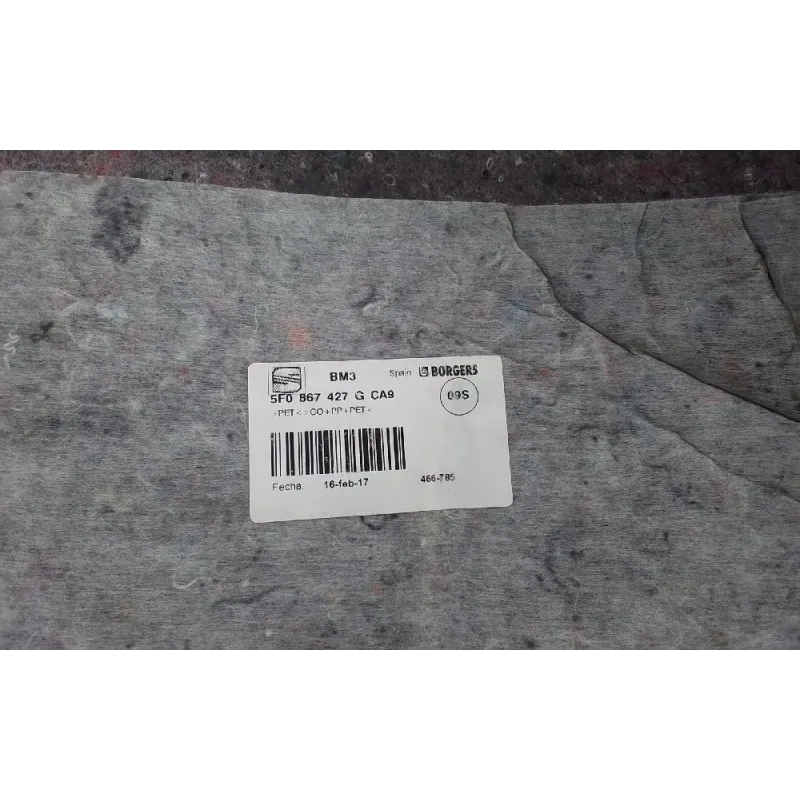 BM3 Spain BORGERS
5F0 867 427 G CA9 09S
>PET< >CO+PP+PET<
Fecha: 16-feb-17 466-785